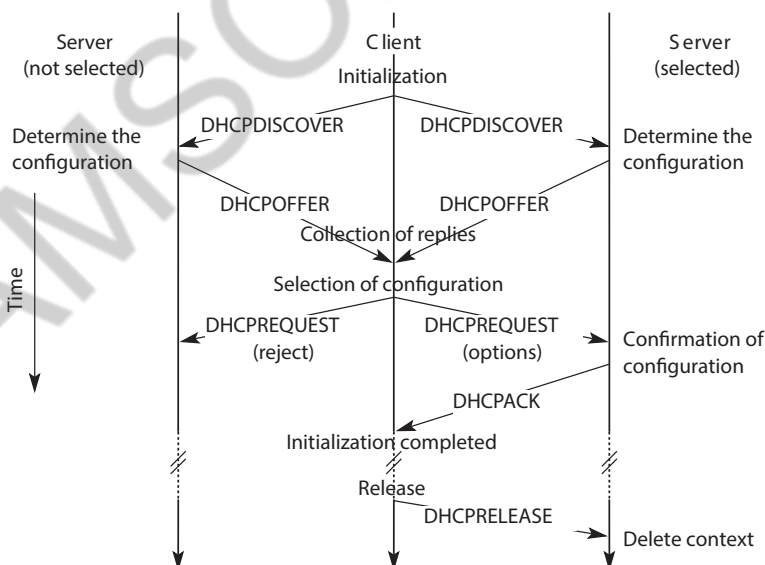 Server
(not selected)
Client
Server
(selected)
Initialization
DHCPDISCOVER
DHCPDISCOVER
Determine the
configuration
Determine the
configuration
DHCPOFFER
DHCPOFFER
Collection of replies
Time
Selection of configuration
DHCPREQUEST
(reject)
DHCPREQUEST
(options)
Confirmation of
configuration
DHCPACK
Initialization completed
Release
DHCPRELEASE
Delete context